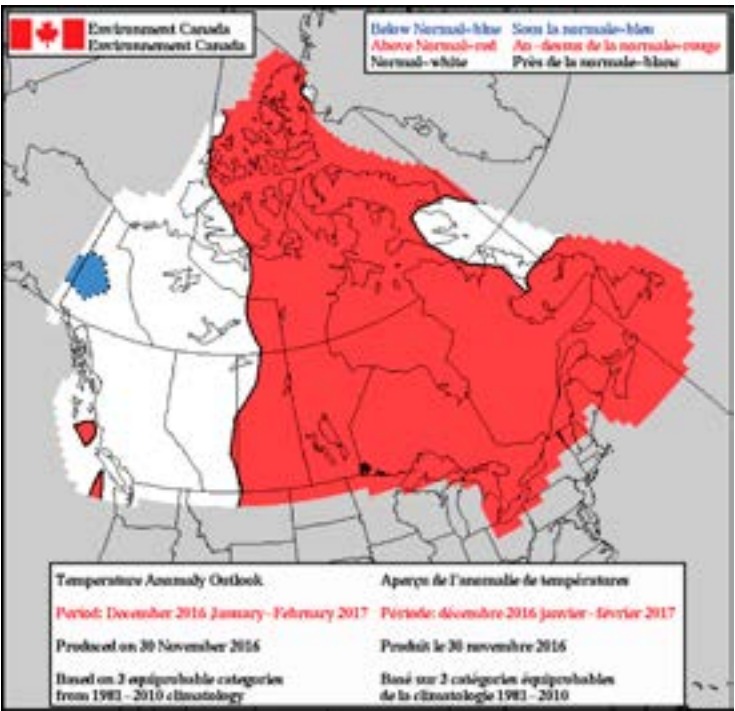 Environment Canada
Environnement Canada
Below Normal-blue
Above Normal-red
Normal-white
Sous la normale-bleu
Au-dessus de la normale-rouge
Près de la normale-blanc
Temperature Anomaly Outlook
Period: December 2016 January-February 2017
Produced on 30 November 2016
Based on 3 equiprobable categories
from 1981-2010 climatology
Aperçu de l'anomalie de températures
Période: décembre 2016 janvier-février 2017
Produit le 30 novembre 2016
Basé sur 3 catégories équiprobables
de la climatologie 1981-2010